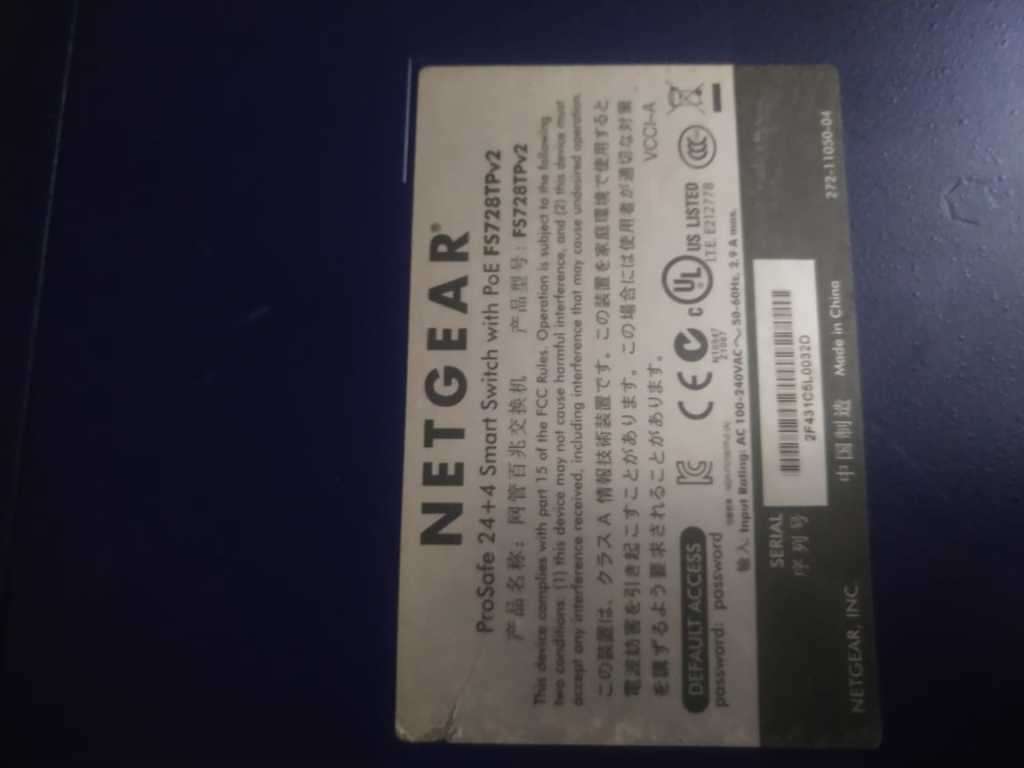 NETGEAR®
ProSafe 24+4 Smart Switch with PoE FS728TPv2
产品名称: 网管百兆交换机 产品型号: FS728TPv2
This device complies with part 15 of the FCC Rules. Operation is subject to the following
two conditions: (1) this device may not cause harmful interference, and (2) this device must
accept any interference received, including interference that may cause undesired operation.
この装置は、クラス A 情報技術装置です。この装置を家庭環境で使用すると
電波妨害を引き起こすことがあります。この場合には使用者が適切な対策
を講ずるよう要求されることがあります。 VCCI-A
DEFAULT ACCESS
password: password
CE
N10947
c UL US LISTED
I.T.E. E212778
CCC
输入 Input Rating: AC 100-240VAC～ 50-60Hz, 2.9 A max.
SERIAL
序列号
2F431C5L0032D
NETGEAR, INC. 中国制造 Made in China 272-11050-04